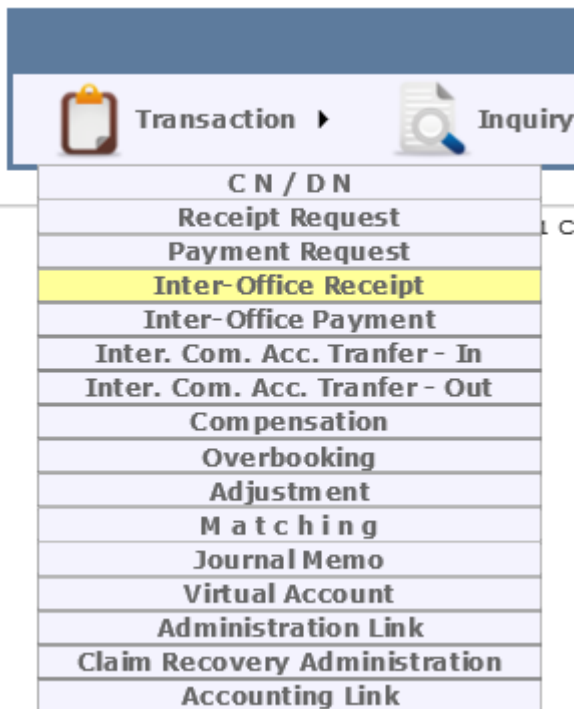 Transaction
Inquiry
C N / D N
Receipt Request
1 C
Payment Request
Inter-Office Receipt
Inter-Office Payment
Inter. Com. Acc. Tranfer - In
Inter. Com. Acc. Tranfer - Out
Compensation
Overbooking
Adjustment
M a t c h i n g
Journal Memo
Virtual Account
Administration Link
Claim Recovery Administration
Accounting Link